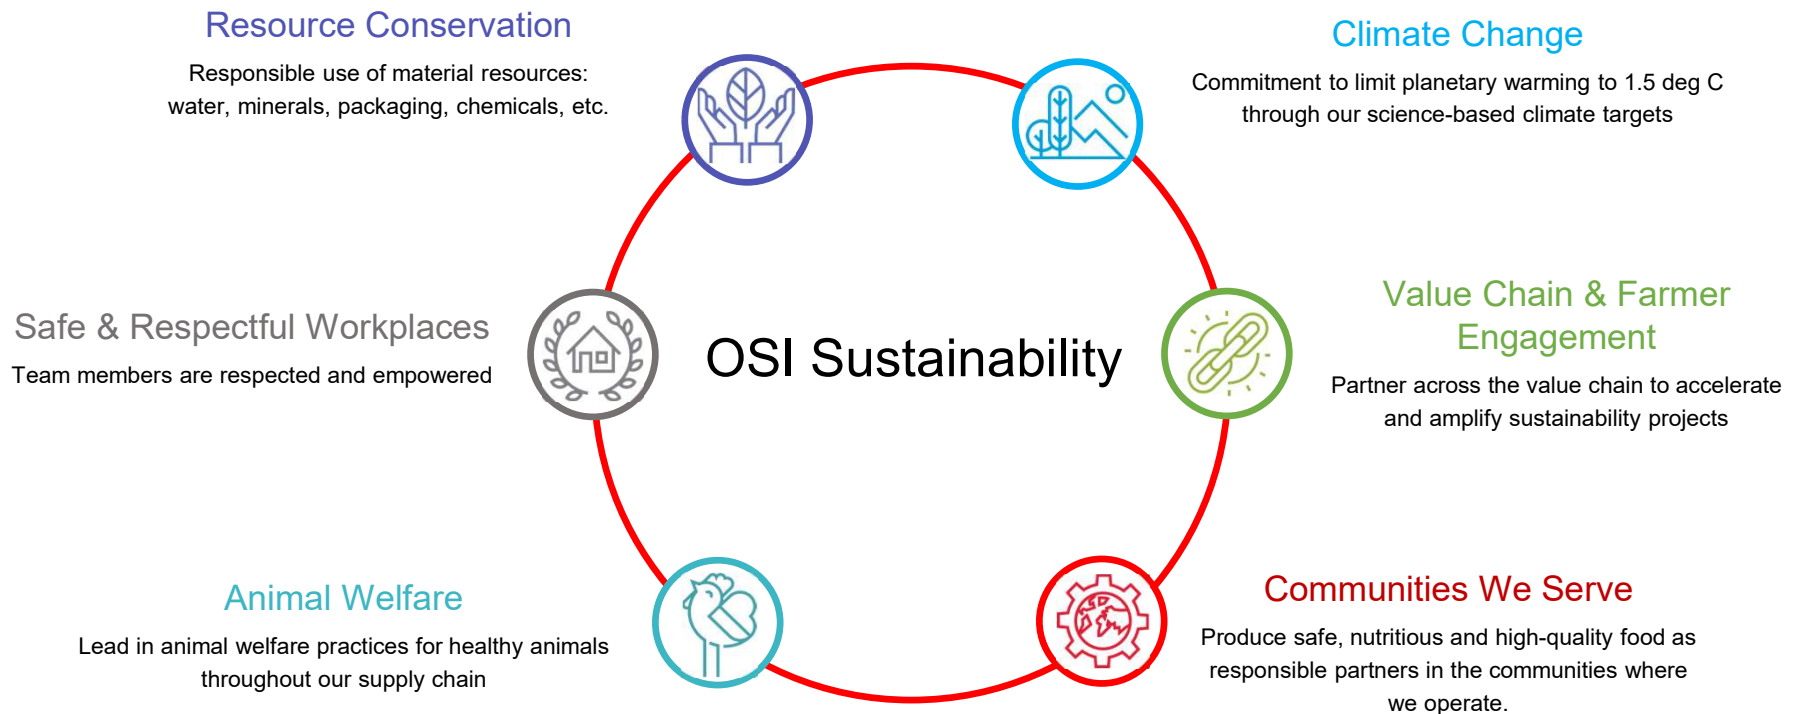 Resource Conservation
Responsible use of material resources:
water, minerals, packaging, chemicals, etc.
Climate Change
Commitment to limit planetary warming to 1.5 deg C
through our science-based climate targets
Safe & Respectful Workplaces
Team members are respected and empowered
OSI Sustainability
Value Chain & Farmer
Engagement
Partner across the value chain to accelerate
and amplify sustainability projects
Animal Welfare
Lead in animal welfare practices for healthy animals
throughout our supply chain
Communities We Serve
Produce safe, nutritious and high-quality food as
responsible partners in the communities where
we operate.